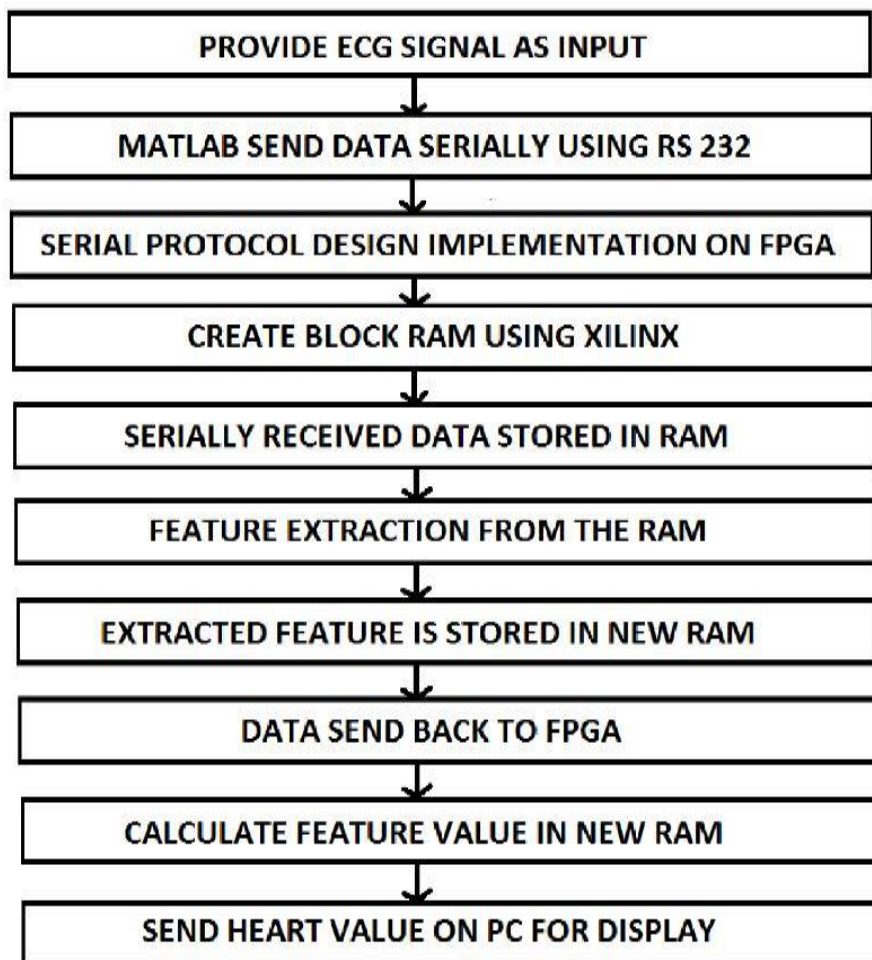 PROVIDE ECG SIGNAL AS INPUT
MATLAB SEND DATA SERIALLY USING RS 232
SERIAL PROTOCOL DESIGN IMPLEMENTATION ON FPGA
CREATE BLOCK RAM USING XILINX
SERIALLY RECEIVED DATA STORED IN RAM
FEATURE EXTRACTION FROM THE RAM
EXTRACTED FEATURE IS STORED IN NEW RAM
DATA SEND BACK TO FPGA
CALCULATE FEATURE VALUE IN NEW RAM
SEND HEART VALUE ON PC FOR DISPLAY